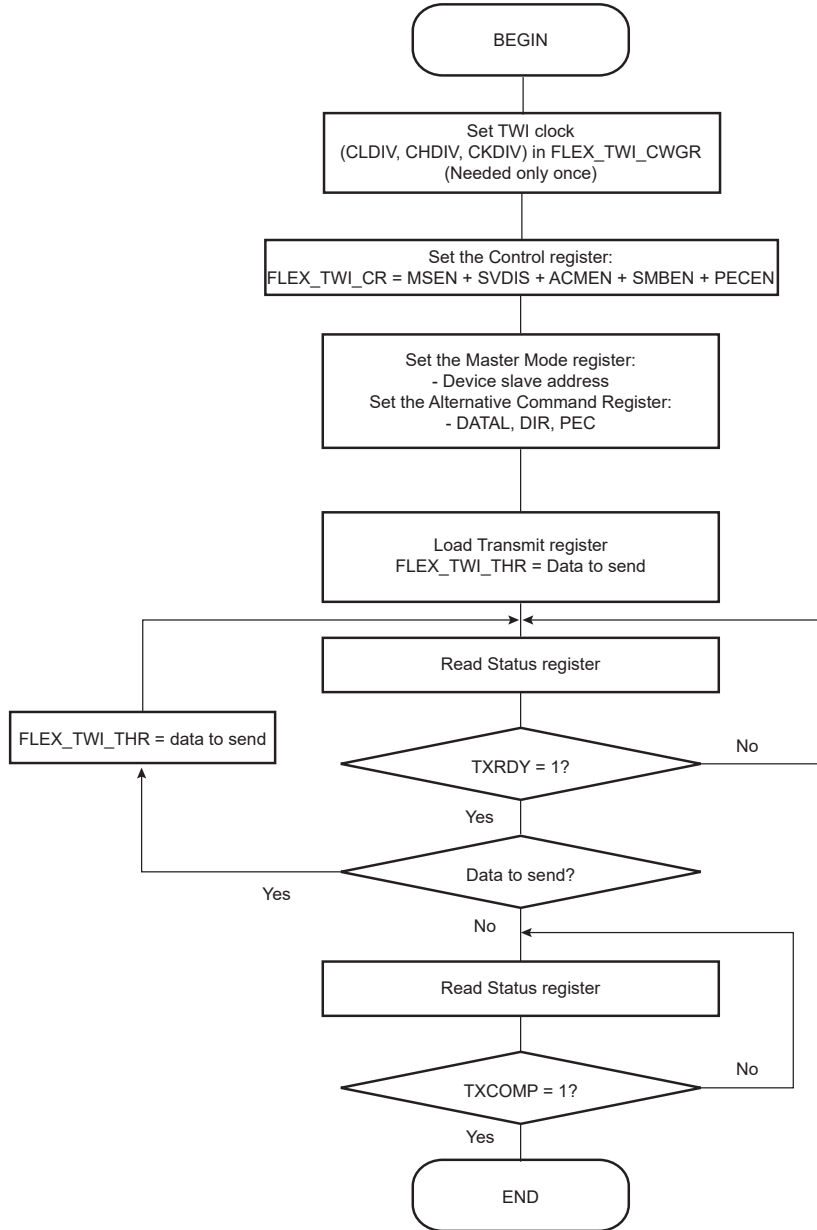 BEGIN
Set TWI clock
(CLDIV, CHDIV, CKDIV) in FLEX_TWI_CWGR
(Needed only once)
Set the Control register:
FLEX_TWI_CR = MSEN + SVDIS + ACMEN + SMBEN + PECEN
Set the Master Mode register:
- Device slave address
Set the Alternative Command Register:
- DATAL, DIR, PEC
Load Transmit register
FLEX_TWI_THR = Data to send
Read Status register
FLEX_TWI_THR = data to send
TXRDY = 1?
No
Yes
Data to send?
Yes
No
Read Status register
TXCOMP = 1?
No
Yes
END